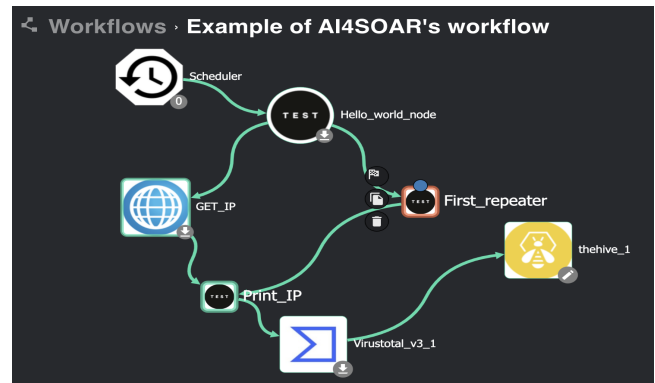 Workflows › Example of AI4SOAR's workflow
Scheduler
0
TEST
Hello_world_node
GET_IP
TEST
First_repeater
thehive_1
TEST
Print_IP
Virustotal_v3_1